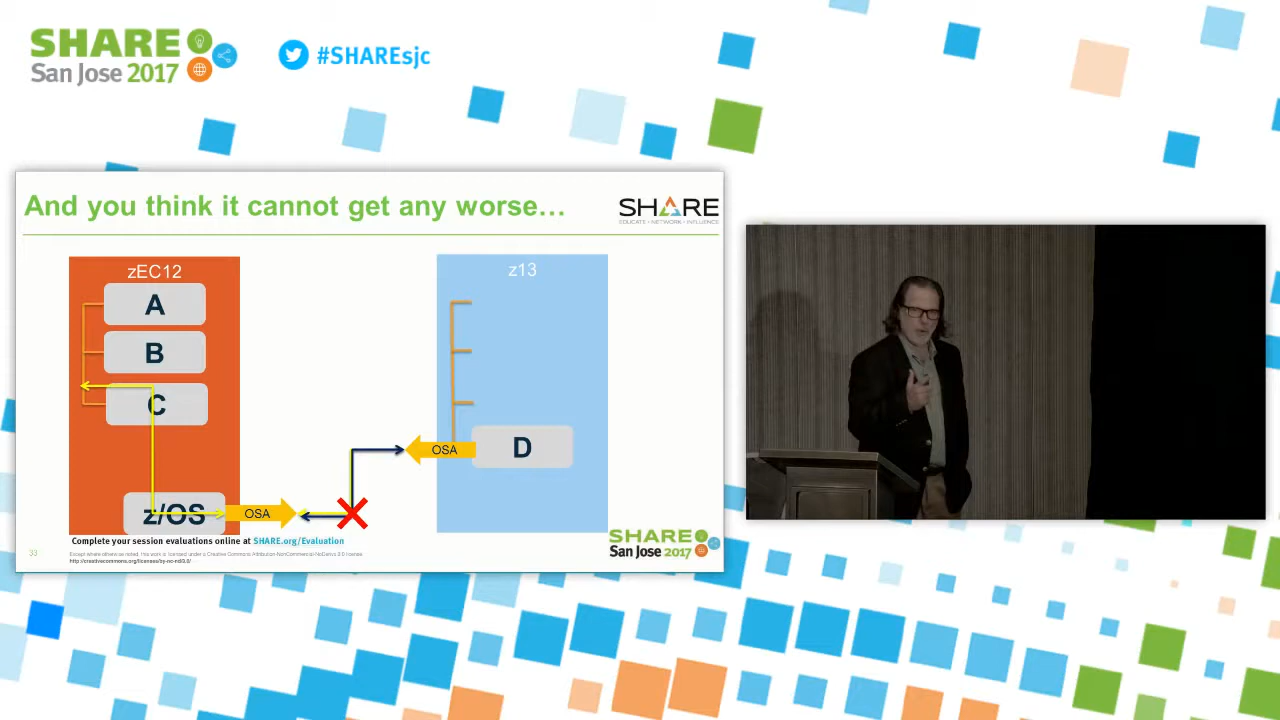 SHARE
San Jose 2017
#SHAREsjc
And you think it cannot get any worse…
SHARE
EDUCATE • NETWORK • INFLUENCE
zEC12
z13
A
B
C
D
OSA
z/OS
OSA
Complete your session evaluations online at SHARE.org/Evaluation
SHARE
San Jose 2017
33
Except where otherwise noted, this work is licensed under a Creative Commons Attribution-NonCommercial-NoDerivs 3.0 license.
http://creativecommons.org/licenses/by-nc-nd/3.0/